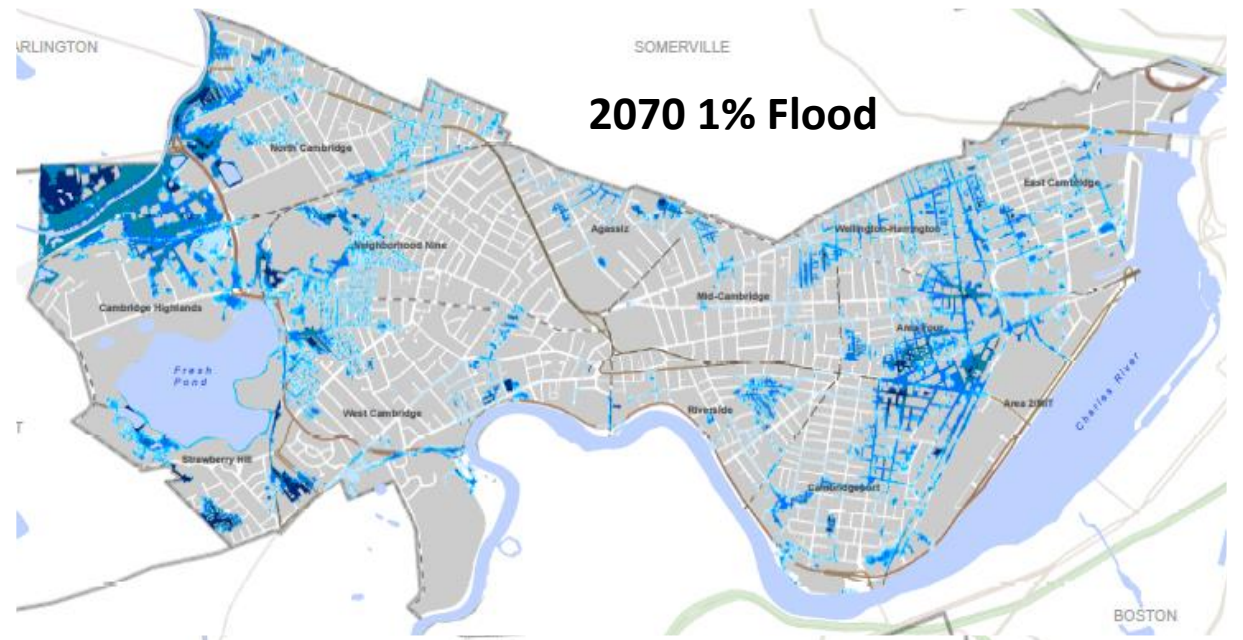 ARLINGTON
SOMERVILLE
2070 1% Flood
North Cambridge
East Cambridge
Agassiz
Wellington-Harrington
Neighborhood Nine
Mid-Cambridge
Cambridge Highlands
Area Four
Fresh
Pond
Charles River
West Cambridge
Riverside
Area 2/MIT
T
Strawberry Hill
Cambridgeport
BOSTON